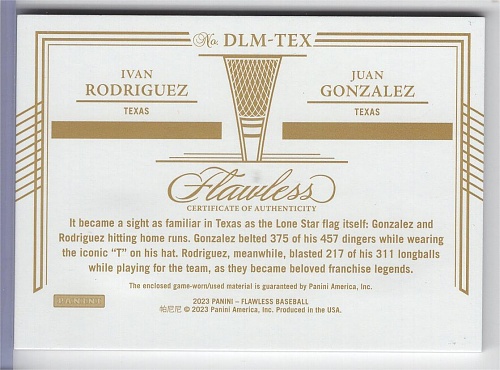 No. DLM-TEX
IVAN
RODRIGUEZ
TEXAS
JUAN
GONZALEZ
TEXAS
Flawless
CERTIFICATE OF AUTHENTICITY
It became a sight as familiar in Texas as the Lone Star flag itself: Gonzalez and
Rodriguez hitting home runs. Gonzalez belted 375 of his 457 dingers while wearing
the iconic “T” on his hat. Rodriguez, meanwhile, blasted 217 of his 311 longballs
while playing for the team, as they became beloved franchise legends.
The enclosed game-worn/used material is guaranteed by Panini America, Inc.
PANINI
2023 PANINI – FLAWLESS BASEBALL
帕尼尼 © 2023 Panini America, Inc. Produced in the USA.